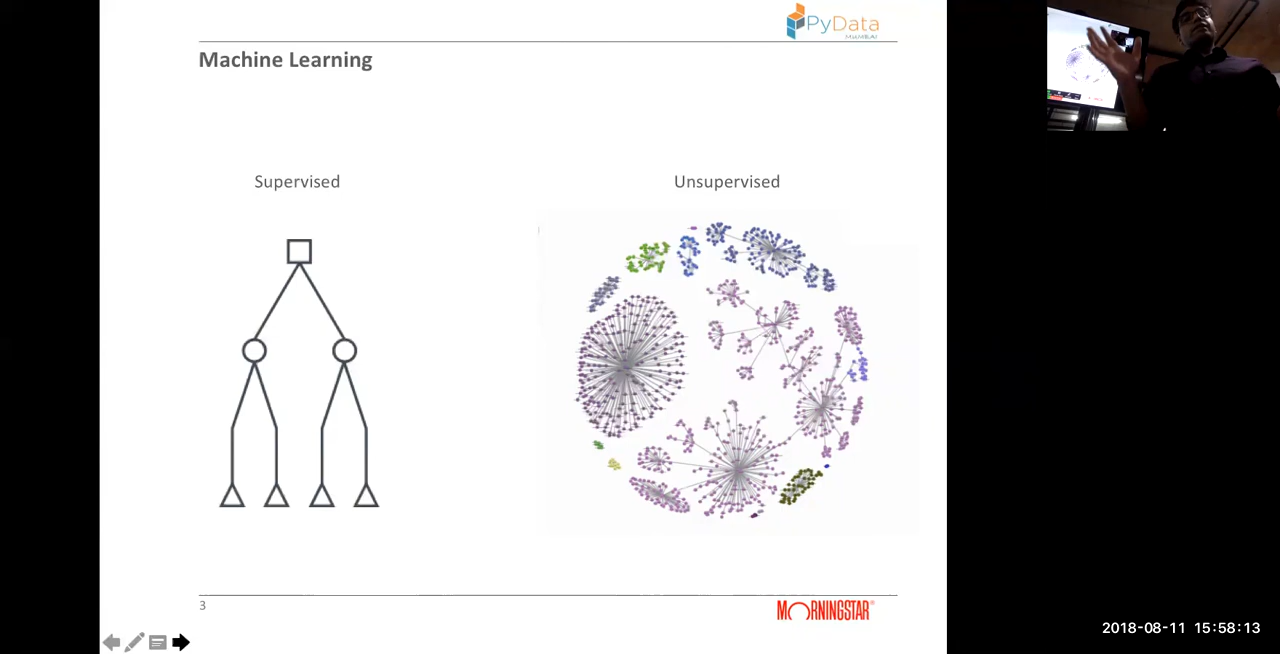 PyData
MUMBAI
Machine Learning
Supervised
Unsupervised
3
MORNINGSTAR®
2018-08-11 15:58:13